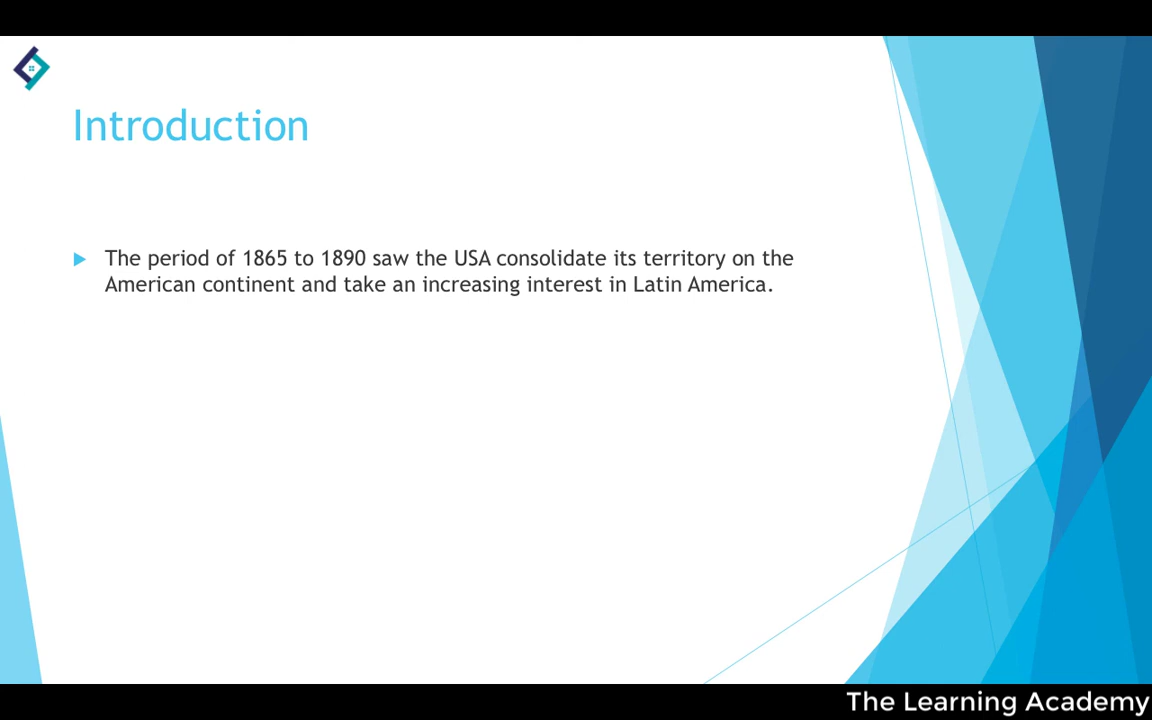 Introduction
The period of 1865 to 1890 saw the USA consolidate its territory on the
American continent and take an increasing interest in Latin America.
The Learning Academy